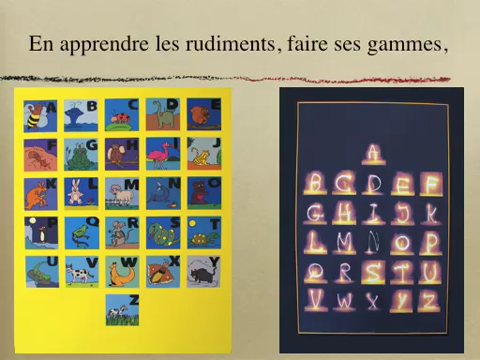 En apprendre les rudiments, faire ses gammes,
A B C D E
F G H I J
K L M N O
P Q R S T
U V W X Y
Z
A
B C D E F
G H I J K
L M N O P
Q R S T U
V W X Y Z